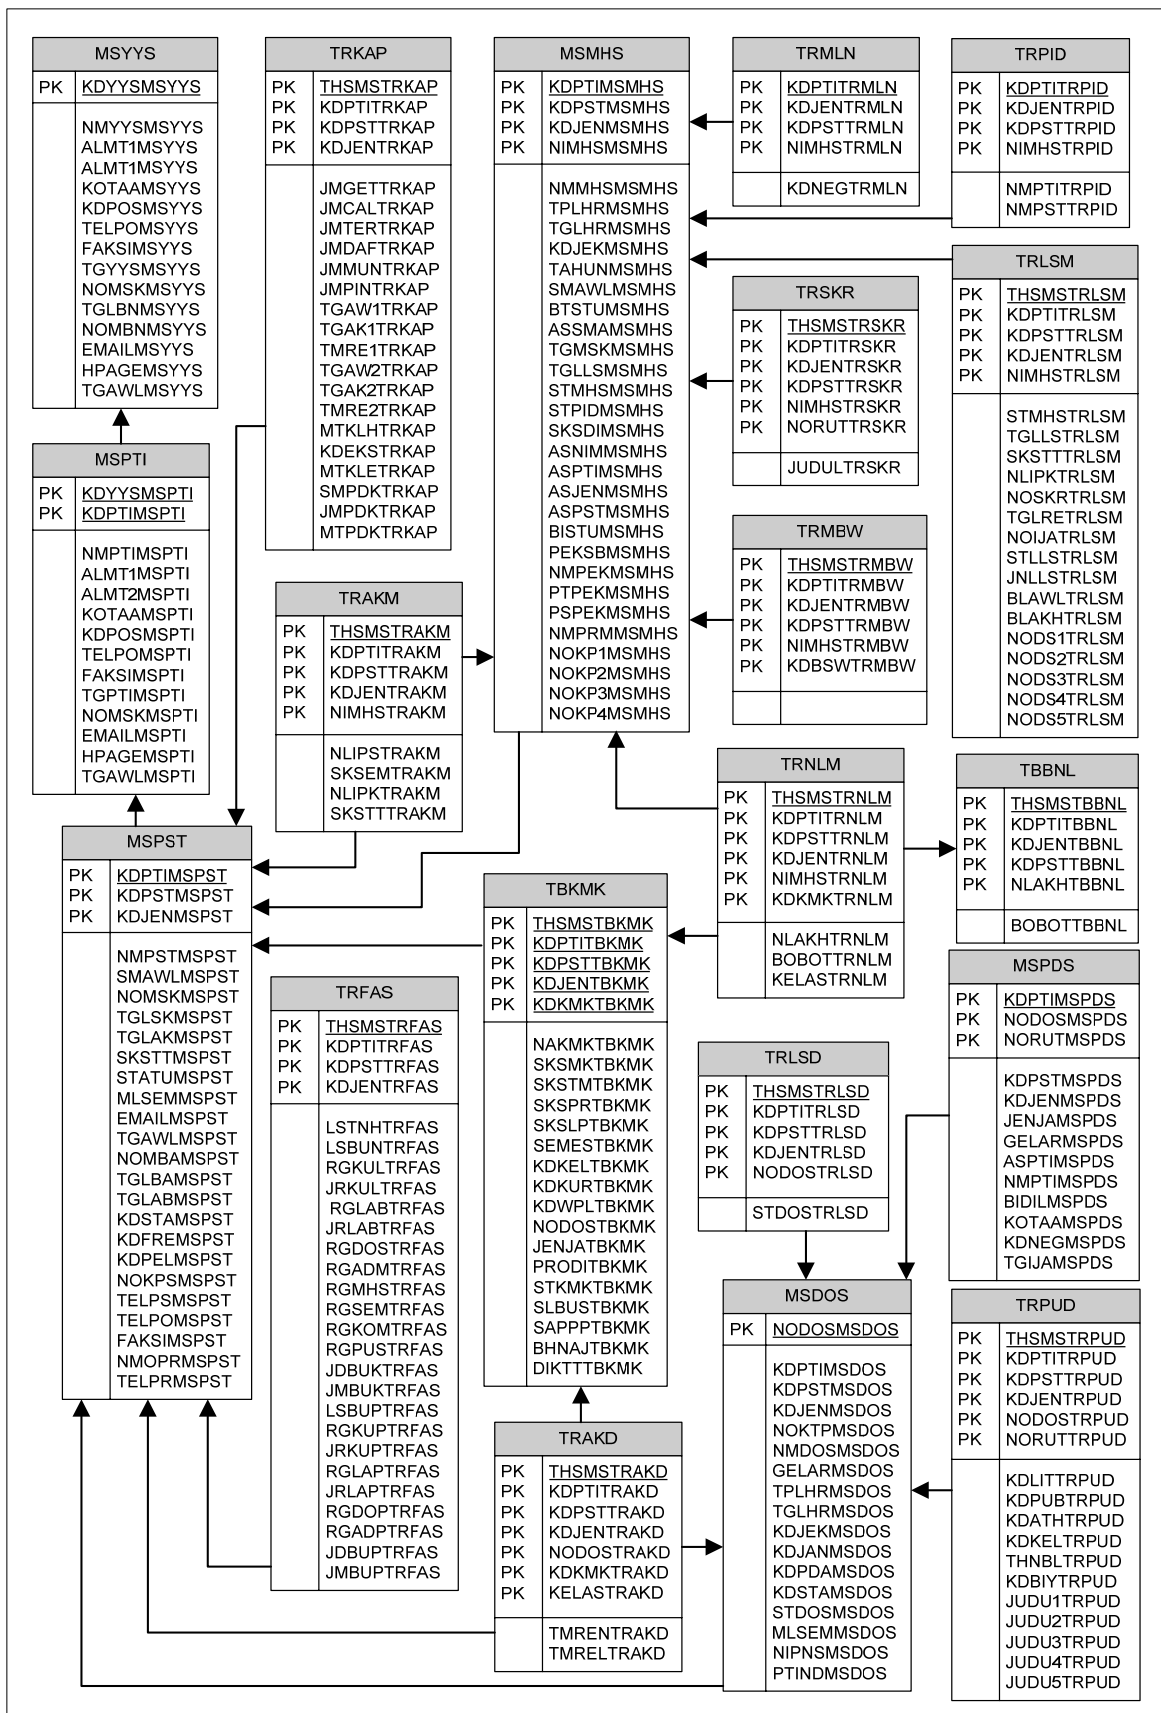 MSYYS
PK KDYYSMSYYS
NMYYSMSYYS
ALMT1MSYYS
ALMT1MSYYS
KOTAAMSYYS
KDPOSMSYYS
TELPOMSYYS
FAKSIMSYYS
TGYYSMSYYS
NOMSKMSYYS
TGLBNMSYYS
NOMBNMSYYS
EMAILMSYYS
HPAGEMSYYS
TGAWLMSYYS
MSPTI
PK KDYYSMSPTI
PK KDPTIMSPTI
NMPTIMSPTI
ALMT1MSPTI
ALMT2MSPTI
KOTAAMSPTI
KDPOSMSPTI
TELPOMSPTI
FAKSIMSPTI
TGPTIMSPTI
NOMSKMSPTI
EMAILMSPTI
HPAGEMSPTI
TGAWLMSPTI
MSPST
PK KDPTIMSPST
PK KDPSTMSPST
PK KDJENMSPST
NMPSTMSPST
SMAWLMSPST
NOMSKMSPST
TGLSKMSPST
TGLAKMSPST
SKSTTMSPST
STATUMSPST
MLSEMMSPST
EMAILMSPST
TGAWLMSPST
NOMBAMSPST
TGLBAMSPST
TGLABMSPST
KDSTAMSPST
KDFREMSPST
KDPELMSPST
NOKPSMSPST
TELPSMSPST
TELPOMSPST
FAKSIMSPST
NMOPRMSPST
TELPRMSPST
TRKAP
PK THSMSTRKAP
PK KDPTITRKAP
PK KDPSTTRKAP
PK KDJENTRKAP
JMGETTRKAP
JMCALTRKAP
JMTERTRKAP
JMDAFTRKAP
JMMUNTRKAP
JMPINTRKAP
TGAW1TRKAP
TGAK1TRKAP
TMRE1TRKAP
TGAW2TRKAP
TGAK2TRKAP
TMRE2TRKAP
MTKLHTRKAP
KDEKSTRKAP
MTKLETRKAP
SMPDKTRKAP
JMPDKTRKAP
MTPDKTRKAP
TRAKM
PK THSMSTRAKM
PK KDPTITRAKM
PK KDPSTTRAKM
PK KDJENTRAKM
PK NIMHSTRAKM
NLIPSTRAKM
SKSEMTRAKM
NLIPKTRAKM
SKSTTTRAKM
TRFAS
PK THSMSTRFAS
PK KDPTITRFAS
PK KDPSTTRFAS
PK KDJENTRFAS
LSTNHTRFAS
LSBUNTRFAS
RGKULTRFAS
JRKULTRFAS
RGLABTRFAS
JRLABTRFAS
RGDOSTRFAS
RGADMTRFAS
RGMHSTRFAS
RGSEMTRFAS
RGKOMTRFAS
RGPUSTRFAS
JDBUKTRFAS
JMBUKTRFAS
LSBUPTRFAS
RGKUPTRFAS
JRKUPTRFAS
RGLAPTRFAS
JRLAPTRFAS
RGDOPTRFAS
RGADPTRFAS
JDBUPTRFAS
JMBUPTRFAS
MSMHS
PK KDPTIMSMHS
PK KDPSTMSMHS
PK KDJENMSMHS
PK NIMHSMSMHS
NMMHSMSMHS
TPLHRMSMHS
TGLHRMSMHS
KDJEKMSMHS
TAHUNMSMHS
SMAWLMSMHS
BTSTUMSMHS
ASSMAMSMHS
TGMSKMSMHS
TGLLSMSMHS
STMHSMSMHS
STPIDMSMHS
SKSDIMSMHS
ASNIMMSMHS
ASPTIMSMHS
ASJENMSMHS
ASPSTMSMHS
BISTUMSMHS
PEKSBMSMHS
NMPEKMSMHS
PTPEKMSMHS
PSPEKMSMHS
NMPRMMSMHS
NOKP1MSMHS
NOKP2MSMHS
NOKP3MSMHS
NOKP4MSMHS
TBKMK
PK THSMSTBKMK
PK KDPTITBKMK
PK KDPSTTBKMK
PK KDJENTBKMK
PK KDKMKTBKMK
NAKMKTBKMK
SKSMKTBKMK
SKSTMTBKMK
SKSPRTBKMK
SKSLPTBKMK
SEMESTBKMK
KDKELTBKMK
KDKURTBKMK
KDWPLTBKMK
NODOSTBKMK
JENJATBKMK
PRODITBKMK
STKMKTBKMK
SLBUSTBKMK
SAPPPTBKMK
BHNAJTBKMK
DIKTTTBKMK
TRAKD
PK THSMSTRAKD
PK KDPTITRAKD
PK KDPSTTRAKD
PK KDJENTRAKD
PK NODOSTRAKD
PK KDKMKTRAKD
PK KELASTRAKD
TMRENTRAKD
TMRELTRAKD
TRMLN
PK KDPTITRMLN
PK KDJENTRMLN
PK KDPSTTRMLN
PK NIMHSTRMLN
KDNEGTRMLN
TRSKR
PK THSMSTRSKR
PK KDPTITRSKR
PK KDJENTRSKR
PK KDPSTTRSKR
PK NIMHSTRSKR
PK NORUTTRSKR
JUDULTRSKR
TRMBW
PK THSMSTRMBW
PK KDPTITRMBW
PK KDJENTRMBW
PK KDPSTTRMBW
PK NIMHSTRMBW
PK KDBSWTRMBW
TRNLM
PK THSMSTRNLM
PK KDPTITRNLM
PK KDPSTTRNLM
PK KDJENTRNLM
PK NIMHSTRNLM
PK KDKMKTRNLM
NLAKHTRNLM
BOBOTTRNLM
KELASTRNLM
TRLSD
PK THSMSTRLSD
PK KDPTITRLSD
PK KDPSTTRLSD
PK KDJENTRLSD
PK NODOSTRLSD
STDOSTRLSD
MSDOS
PK NODOSMSDOS
KDPTIMSDOS
KDPSTMSDOS
KDJENMSDOS
NOKTPMSDOS
NMDOSMSDOS
GELARMSDOS
TPLHRMSDOS
TGLHRMSDOS
KDJEKMSDOS
KDJANMSDOS
KDPDAMSDOS
KDSTAMSDOS
STDOSMSDOS
MLSEMMSDOS
NIPNSMSDOS
PTINDMSDOS
TRPID
PK KDPTITRPID
PK KDJENTRPID
PK KDPSTTRPID
PK NIMHSTRPID
NMPTITRPID
NMPSTTRPID
TRLSM
PK THSMSTRLSM
PK KDPTITRLSM
PK KDPSTTRLSM
PK KDJENTRLSM
PK NIMHSTRLSM
STMHSTRLSM
TGLLSTRLSM
SKSTTTRLSM
NLIPKTRLSM
NOSKRTRLSM
TGLRETRLSM
NOIJATRLSM
STLLSTRLSM
JNLLSTRLSM
BLAWLTRLSM
BLAKHTRLSM
NODS1TRLSM
NODS2TRLSM
NODS3TRLSM
NODS4TRLSM
NODS5TRLSM
TBBNL
PK THSMSTBBNL
PK KDPTITBBNL
PK KDJENTBBNL
PK KDPSTTBBNL
PK NLAKHTBBNL
BOBOTTBBNL
MSPDS
PK KDPTIMSPDS
PK NODOSMSPDS
PK NORUTMSPDS
KDPSTMSPDS
KDJENMSPDS
JENJAMSPDS
GELARMSPDS
ASPTIMSPDS
NMPTIMSPDS
BIDILMSPDS
KOTAAMSPDS
KDNEGMSPDS
TGIJAMSPDS
TRPUD
PK THSMSTRPUD
PK KDPTITRPUD
PK KDPSTTRPUD
PK KDJENTRPUD
PK NODOSTRPUD
PK NORUTTRPUD
KDLITTRPUD
KDPUBTRPUD
KDATHTRPUD
KDKELTRPUD
THNBLTRPUD
KDBIYTRPUD
JUDU1TRPUD
JUDU2TRPUD
JUDU3TRPUD
JUDU4TRPUD
JUDU5TRPUD